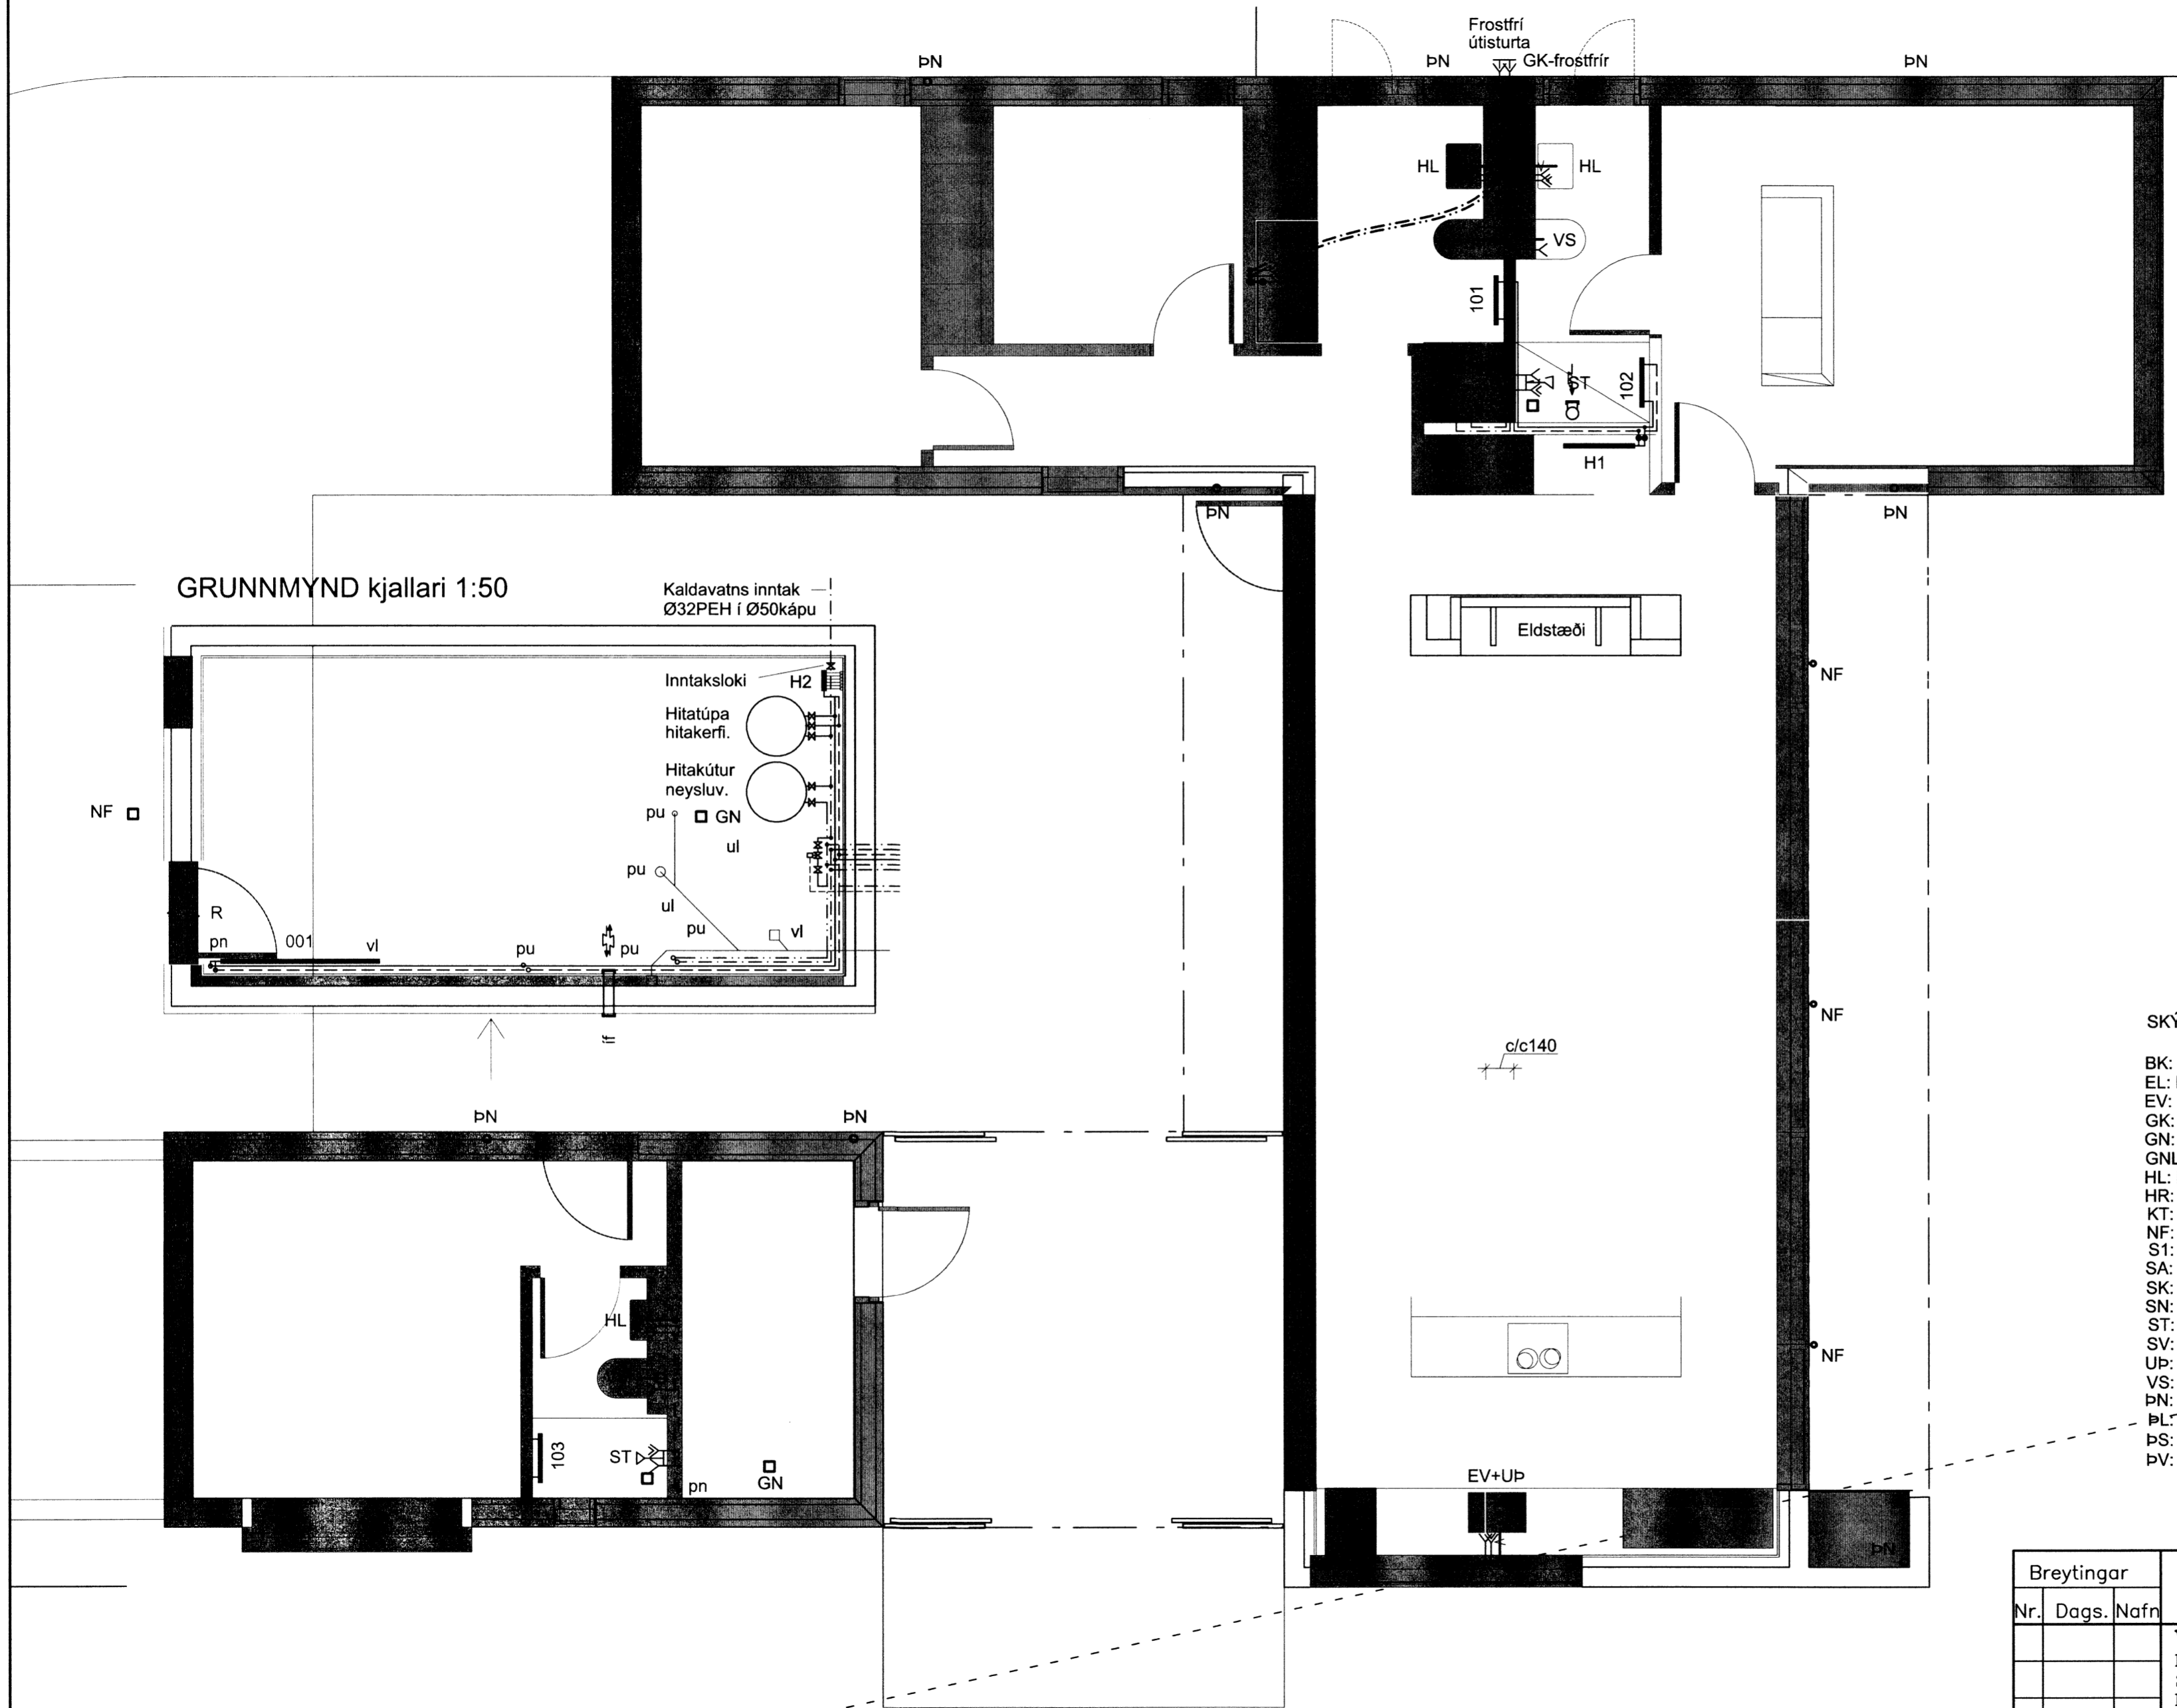 Frostfrí
útisturta
ÞN
ÞN
GK-frostfrír
ÞN
HL
HL
VS
101
ST
102
H1
ÞN
ÞN
GRUNNMYND kjallari 1:50
Kaldavatns inntak
Ø32PEH í Ø50kápu
Eldstæði
Inntaksloki
H2
NF
Hitatúpa
hitakerfi.
Hitakútur
neysluv.
NF
pu
GN
ul
pu
ul
R
pu
vl
pn
001
vl
pu
pu
NF
íf
c/c140
SKÝ
BK:
EL:
EV:
GK:
GN:
GNL
HL:
HR:
KT:
NF:
S1:
SA:
SK:
SN:
ST:
SV:
UÞ:
VS:
ÞN:
ÞL:
ÞS:
ÞV:
ÞN
ÞN
HL
NF
103
ST
pn
GN
EV+UÞ
ÞN
Breytingar
Nr. Dags. Nafn